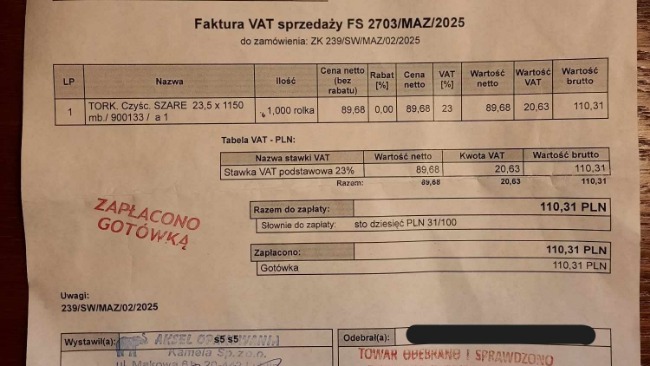 Faktura VAT sprzedaży FS 2703/MAZ/2025
do zamówienia: ZK 239/SW/MAZ/02/2025
LP Nazwa Ilość Cena netto (bez rabatu) Rabat [%] Cena netto VAT [%] Wartość netto Wartość VAT Wartość brutto
1 TORK. Czyśc. SZARE 23,5 x 1150 1,000 rolka 89,68 0,00 89,68 23 89,68 20,63 110,31
mb./ 900133 / a 1
Tabela VAT - PLN:
Nazwa stawki VAT Wartość netto Kwota VAT Wartość brutto
Stawka VAT podstawowa 23% 89,68 20,63 110,31
Razem: 89,68 20,63 110,31
ZAPŁACONO
GOTÓWKĄ
Razem do zapłaty: 110,31 PLN
Słownie do zapłaty: sto dziesięć PLN 31/100
Zapłacono: 110,31 PLN
Gotówka 110,31 PLN
Uwagi:
239/SW/MAZ/02/2025
Wystawił(a): s5 s5
Kamela Sp. z o.o.
ul.
Odebrał(a):
TOWAR ODEBRANO I SPRAWDZONO